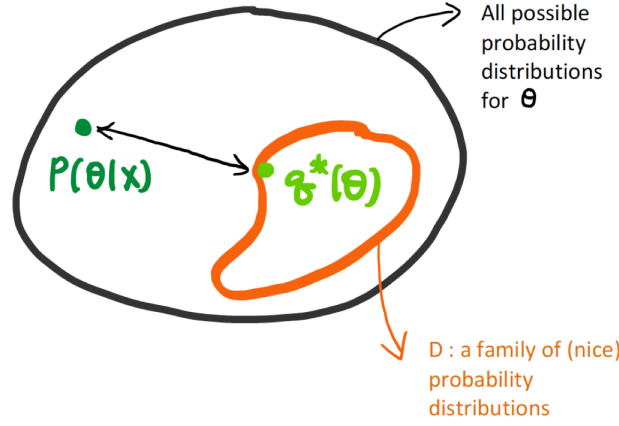 All possible
probability
distributions
for θ
P(θ|x)
q*(θ)
D : a family of (nice)
probability
distributions